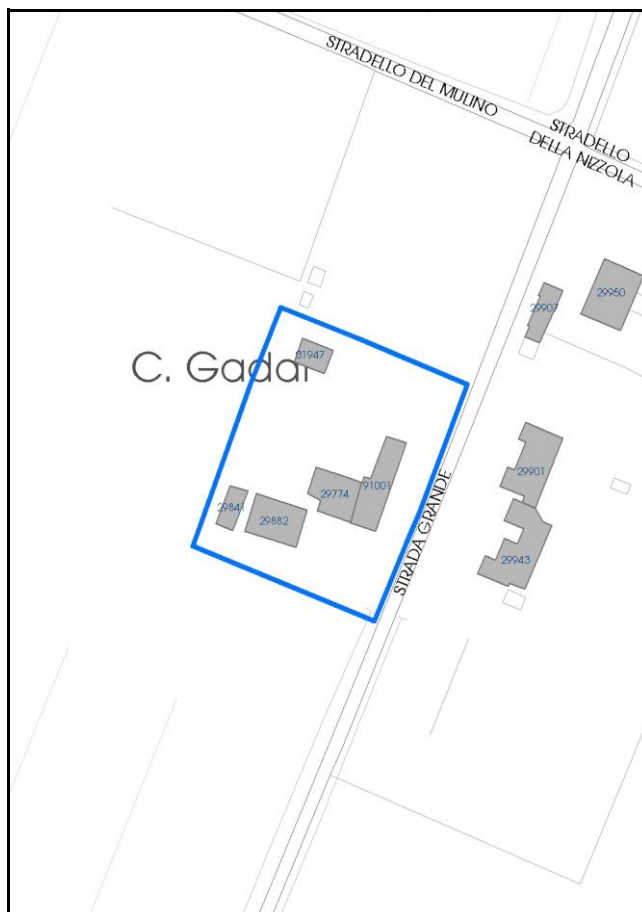 STRADELLO DEL MULINO
STRADELLO
DELLA NIZZOLA
29950
29907
31947
C. Gadai
29901
29774
91001
29841
29882
STRADA GRANDE
29943